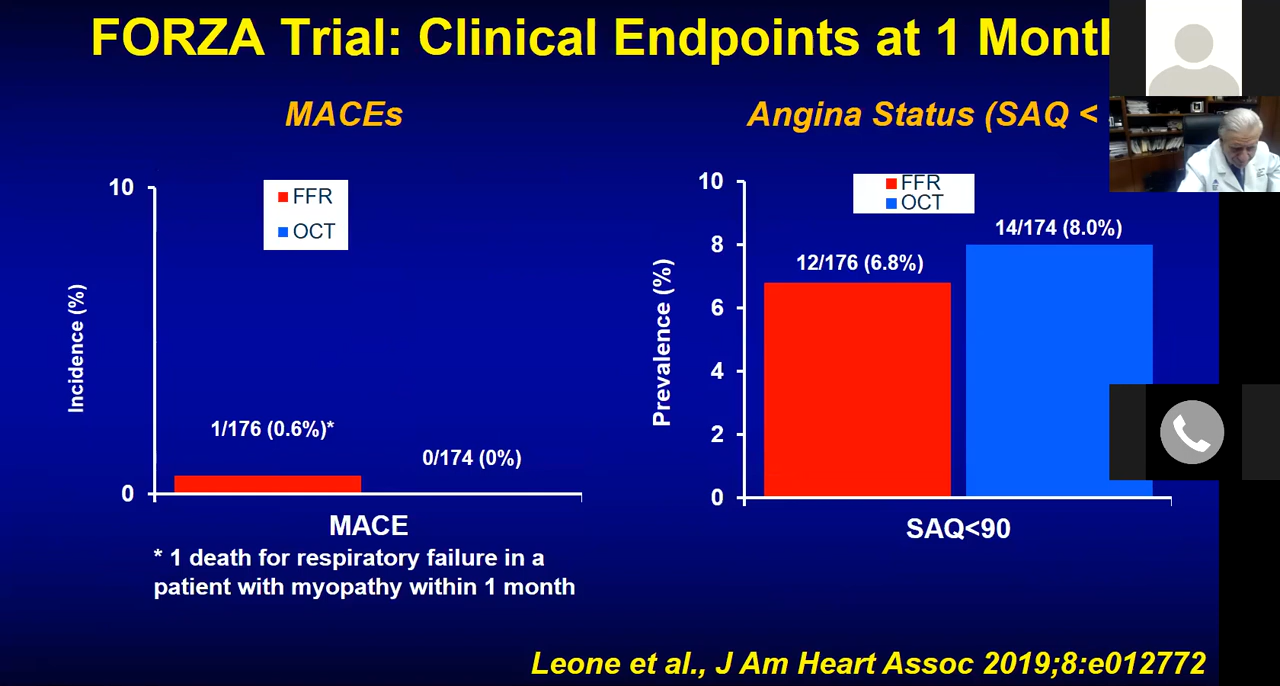 FORZA Trial: Clinical Endpoints at 1 Month
MACEs
10
FFR
OCT
Incidence (%)
1/176 (0.6%)*
0/174 (0%)
0
MACE
* 1 death for respiratory failure in a
patient with myopathy within 1 month
Angina Status (SAQ <
10
FFR
OCT
14/174 (8.0%)
8
12/176 (6.8%)
Prevalence (%)
6
4
2
0
SAQ<90
Leone et al., J Am Heart Assoc 2019;8:e012772